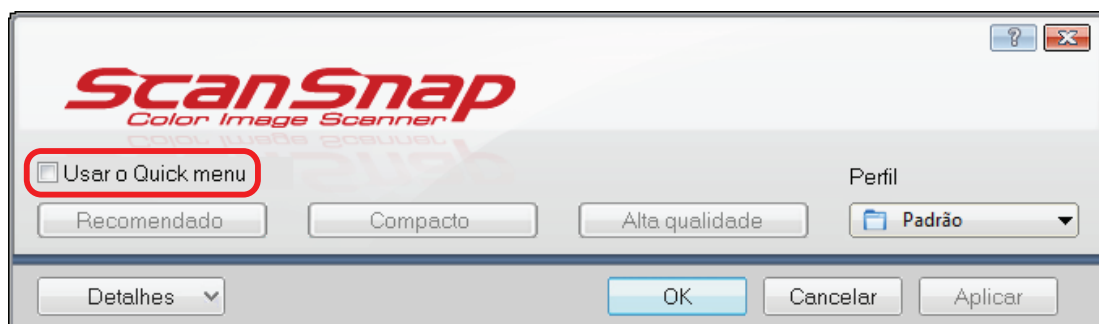 ?
ScanSnap
Color Image Scanner
Usar o Quick menu
Perfil
Recomendado
Compacto
Alta qualidade
Padrão
Detalhes
OK
Cancelar
Aplicar